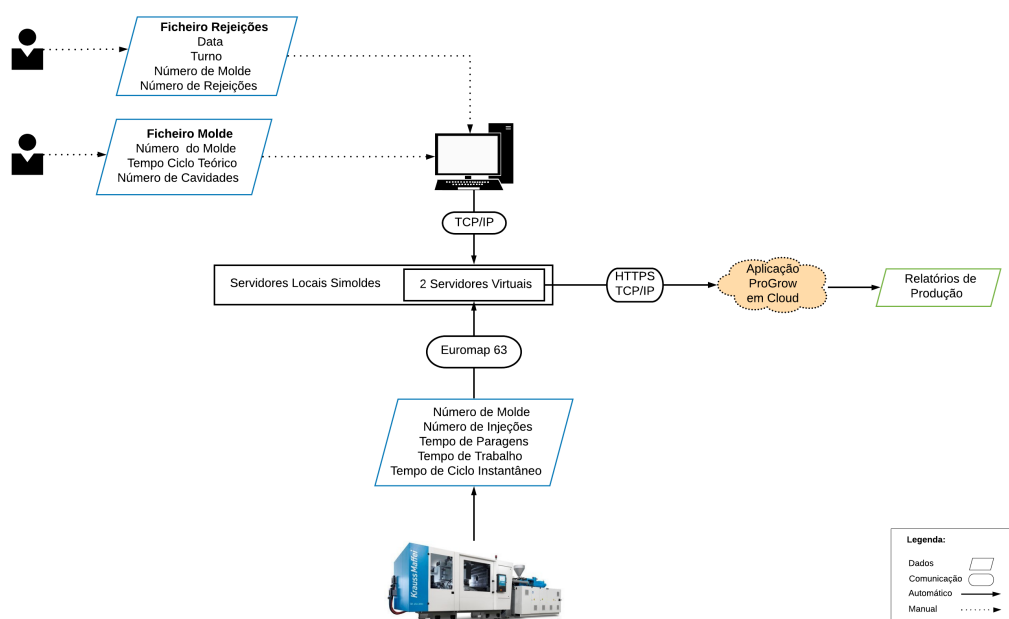 Ficheiro Rejeições
Data
Turno
Número de Molde
Número de Rejeições
Ficheiro Molde
Número do Molde
Tempo Ciclo Teórico
Número de Cavidades
TCP/IP
Servidores Locais Simoldes
2 Servidores Virtuais
HTTPS
TCP/IP
Aplicação
ProGrow
em Cloud
Relatórios de
Produção
Euromap 63
Número de Molde
Número de Injeções
Tempo de Paragens
Tempo de Trabalho
Tempo de Ciclo Instantâneo
KraussMaffei
Legenda:
Dados
Comunicação
Automático
Manual